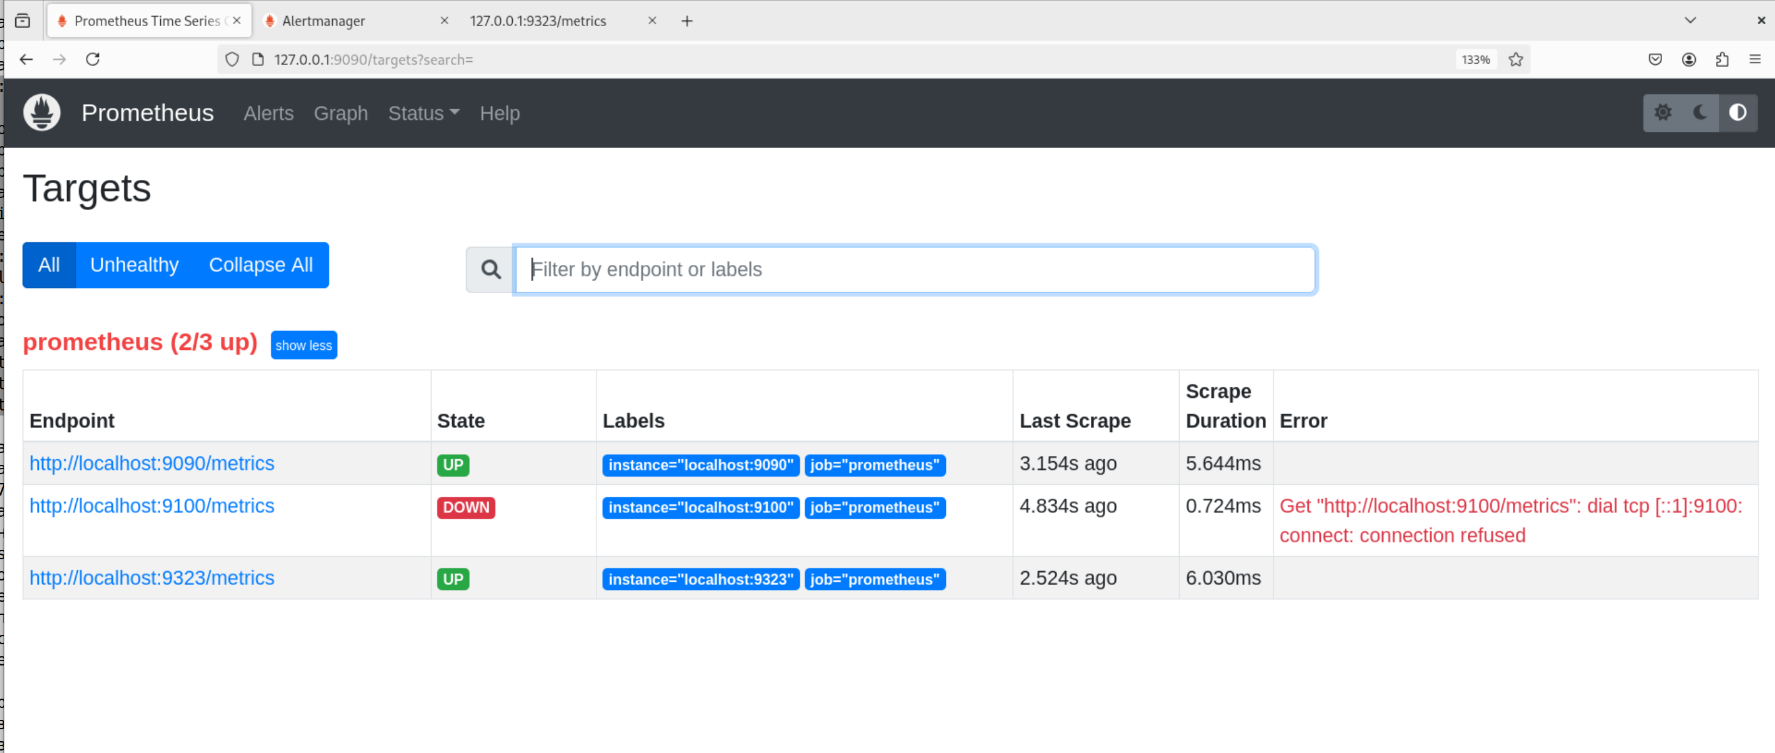 Prometheus Time Series
Alertmanager
127.0.0.1:9323/metrics
127.0.0.1:9090/targets?search=
133%
Prometheus Alerts Graph Status Help
Targets
All Unhealthy Collapse All
Filter by endpoint or labels
prometheus (2/3 up) show less
Endpoint State Labels Last Scrape Scrape Duration Error
http://localhost:9090/metrics UP instance="localhost:9090" job="prometheus" 3.154s ago 5.644ms
http://localhost:9100/metrics DOWN instance="localhost:9100" job="prometheus" 4.834s ago 0.724ms Get "http://localhost:9100/metrics": dial tcp [::1]:9100:
connect: connection refused
http://localhost:9323/metrics UP instance="localhost:9323" job="prometheus" 2.524s ago 6.030ms